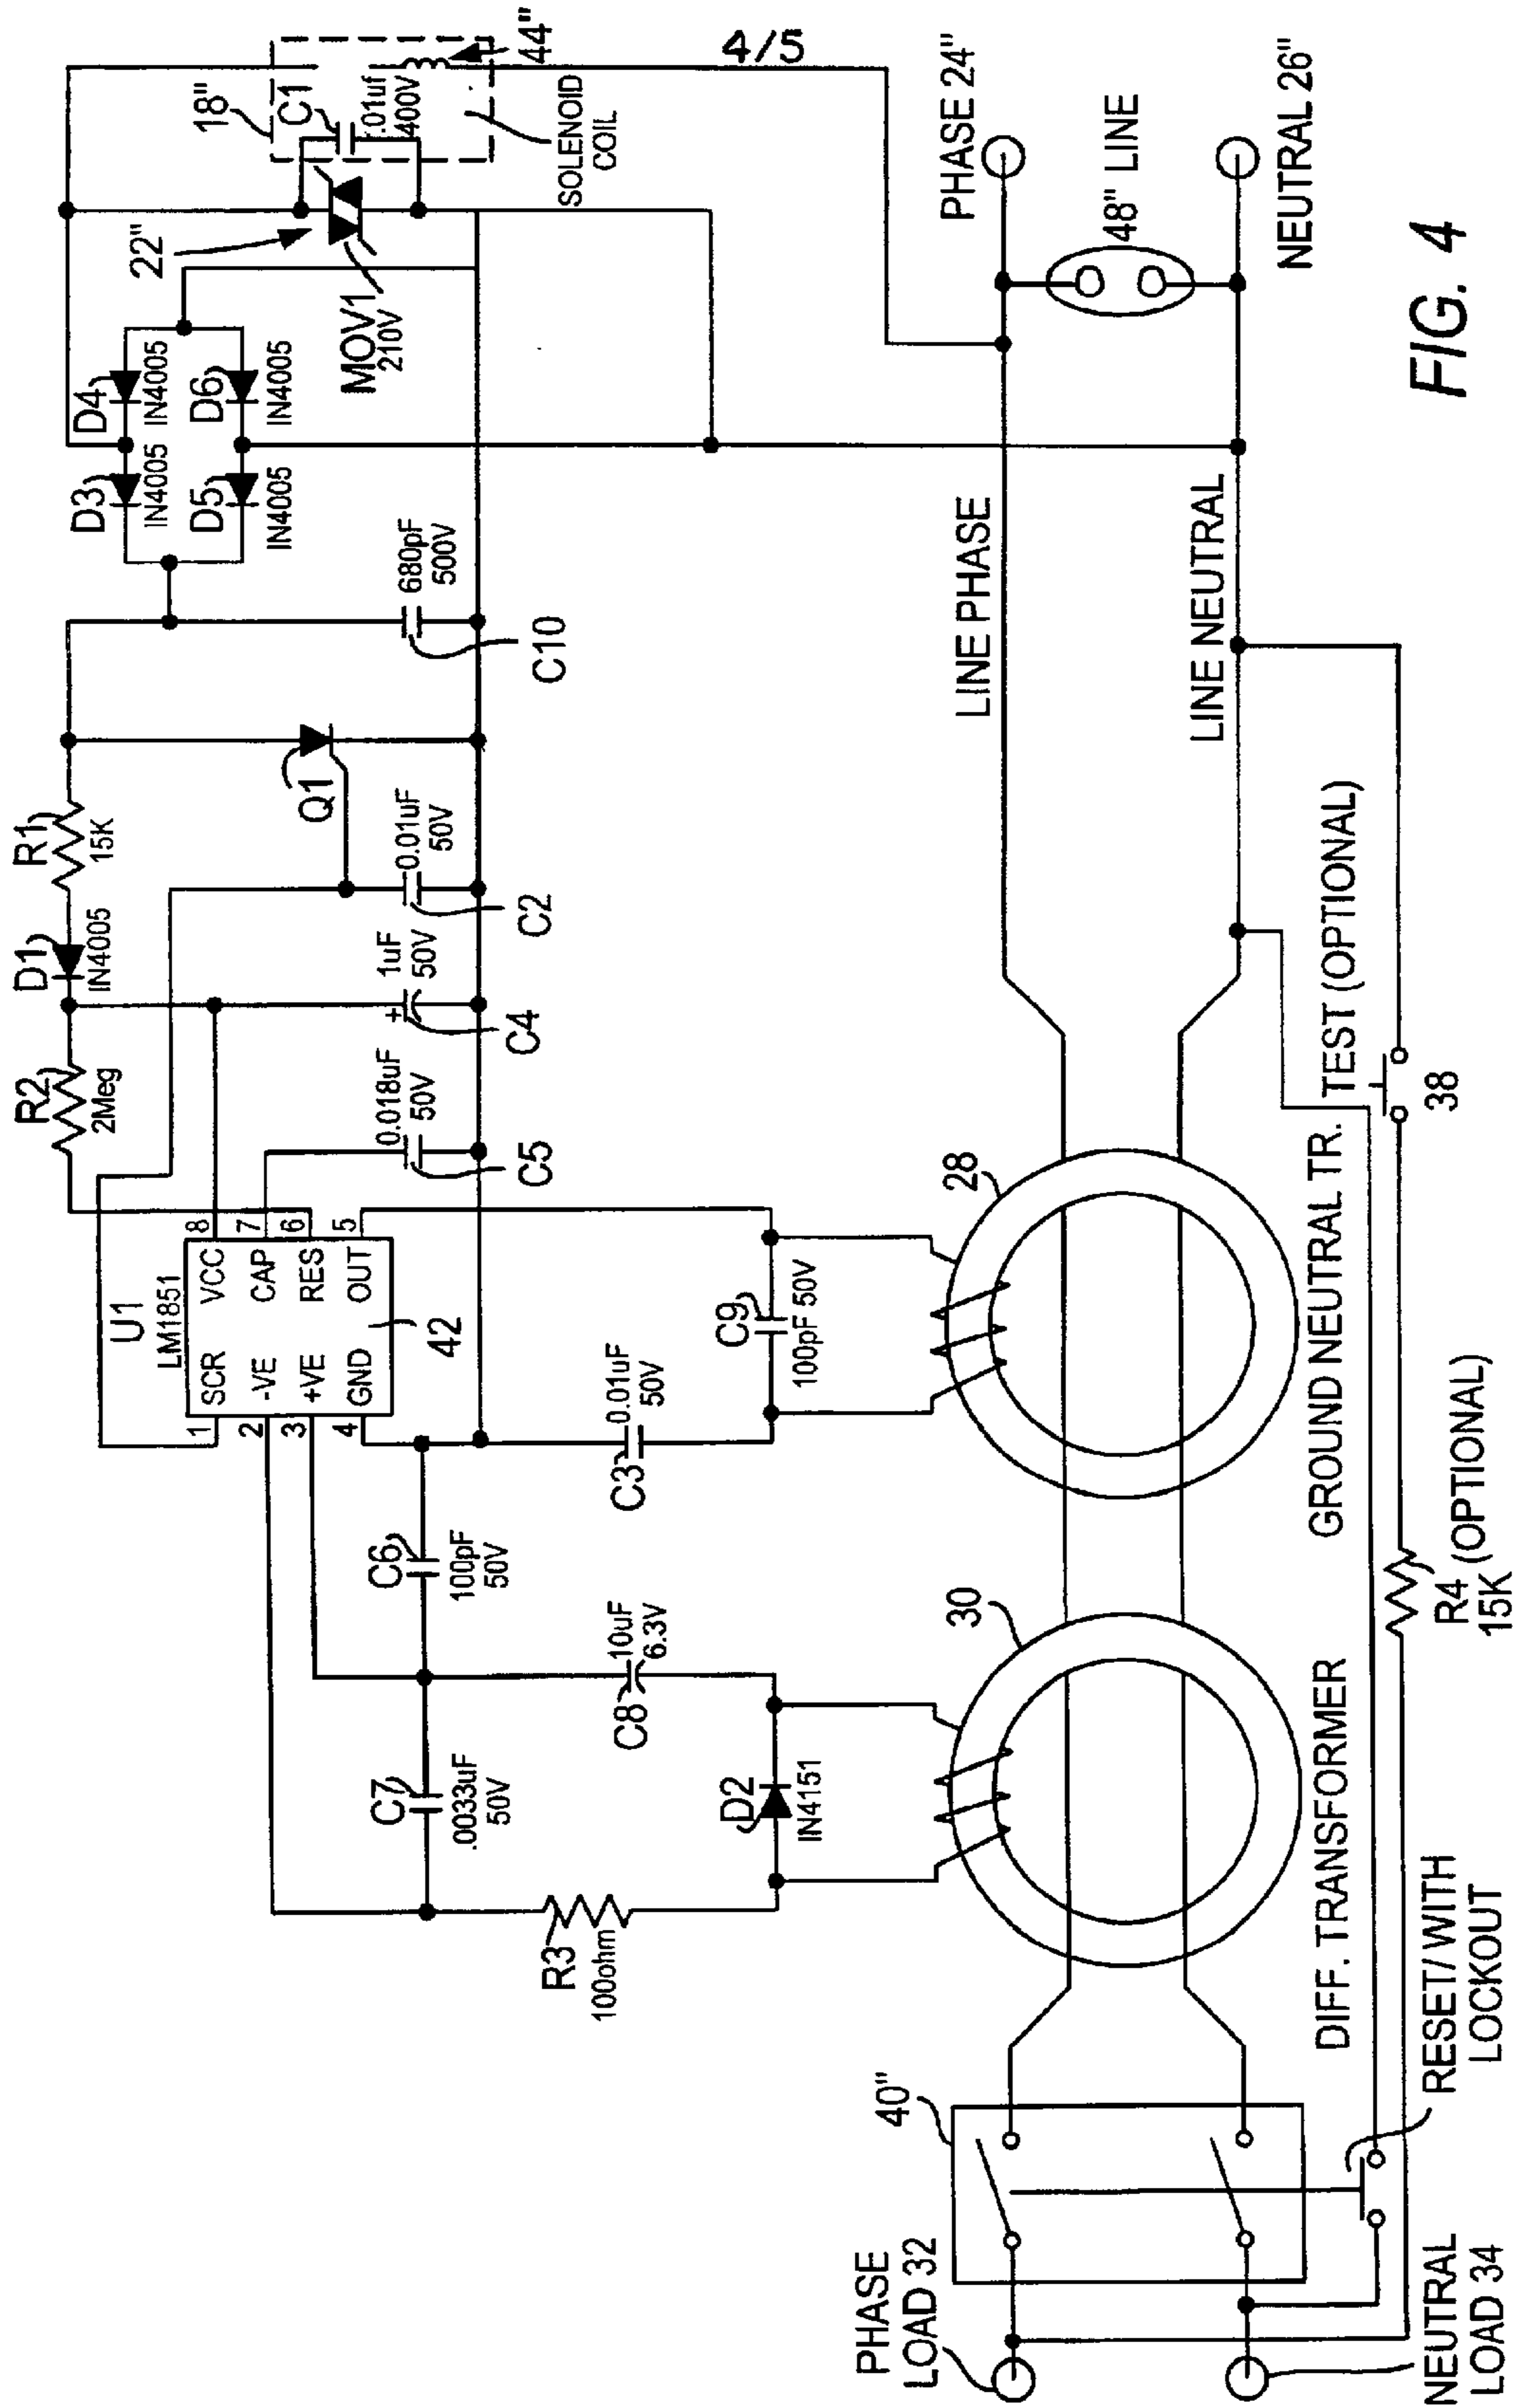 U1
LM1851
SCR
VCC
-VE
CAP
+VE
RES
GND
OUT
1
2
3
4
8
7
6
5
42
R2
2Meg
D1
IN4005
R1
15K
D3
IN4005
D4
IN4005
D5
IN4005
D6
IN4005
22"
18"
C1
.01uf
400V
44"
MOV1
210V
SOLENOID
COIL
4/5
Q1
680pF
500V
C10
0.01uF
50V
C2
1uF
50V
+
C4
0.018uF
50V
C5
C6
100pF
50V
C7
.0033uF
50V
10uF
6.3V
C8
C3
0.01uF
50V
C9
100pF 50V
R3
100ohm
D2
IN4151
PHASE 24"
48" LINE
NEUTRAL 26"
LINE PHASE
LINE NEUTRAL
28
30
40"
PHASE
LOAD 32
NEUTRAL
LOAD 34
DIFF. TRANSFORMER
GROUND NEUTRAL TR.
TEST (OPTIONAL)
38
R4 (OPTIONAL)
15K
RESET/WITH
LOCKOUT
FIG. 4